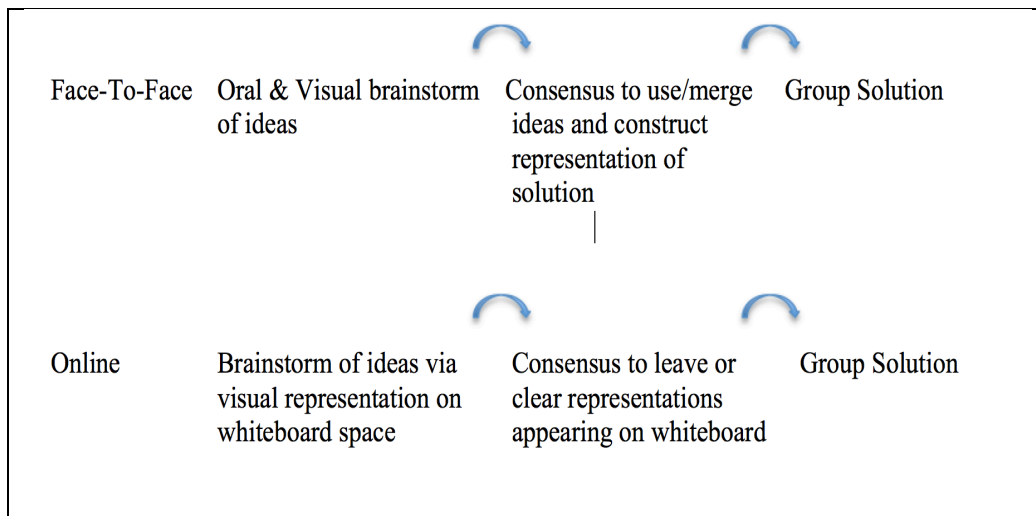 Face-To-Face Oral & Visual brainstorm of ideas Consensus to use/merge ideas and construct representation of solution Group Solution
Online Brainstorm of ideas via visual representation on whiteboard space Consensus to leave or clear representations appearing on whiteboard Group Solution